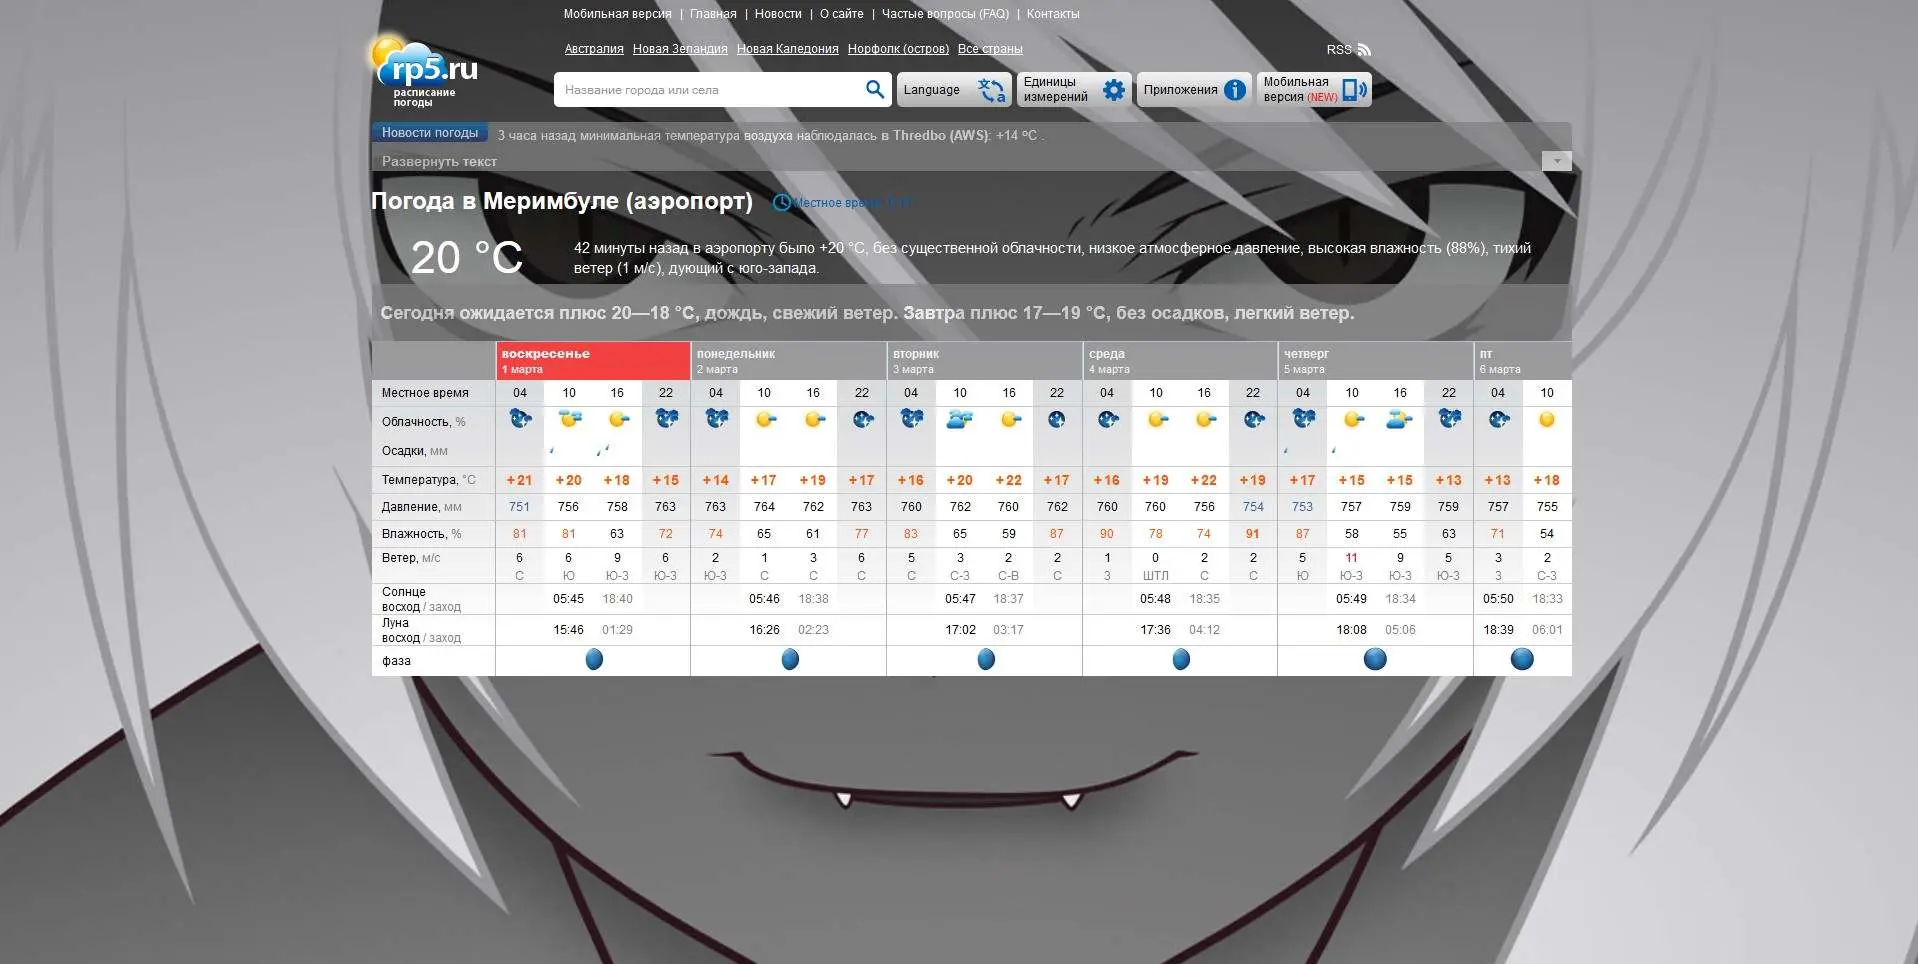 Мобильная версия | Главная | Новости | О сайте | Частые вопросы (FAQ) | Контакты
Австралия Новая Зеландия Новая Каледония Норфолк (остров) Все страны RSS
rp5.ru
расписание
погоды
Название города или села Language Единицы измерений Приложения Мобильная версия (NEW)
Новости погоды 3 часа назад минимальная температура воздуха наблюдалась в Thredbo (AWS): +14 °C .
Развернуть текст
Погода в Меримбуле (аэропорт) Местное время
20 °C
42 минуты назад в аэропорту было +20 °C, без существенной облачности, низкое атмосферное давление, высокая влажность (88%), тихий
ветер (1 м/с), дующий с юго-запада.
Сегодня ожидается плюс 20—18 °C, дождь, свежий ветер. Завтра плюс 17—19 °C, без осадков, легкий ветер.
воскресенье понедельник вторник среда четверг пт
1 марта 2 марта 3 марта 4 марта 5 марта 6 марта
Местное время 04 10 16 22 04 10 16 22 04 10 16 22 04 10 16 22 04 10 16 22 04 10
Облачность, %
Осадки, мм
Температура, °C +21 +20 +18 +15 +14 +17 +19 +17 +16 +20 +22 +17 +16 +19 +22 +19 +17 +15 +15 +13 +13 +18
Давление, мм 751 756 758 763 763 764 762 763 760 762 760 762 760 760 756 754 753 757 759 759 757 755
Влажность, % 81 81 63 72 74 65 61 77 83 65 59 87 90 78 74 91 87 58 55 63 71 54
Ветер, м/с 6 6 9 6 2 1 3 6 5 3 2 2 1 0 2 2 5 11 9 5 3 2
С Ю Ю-З Ю-З Ю-З С С С С С-З С-В С З ШТЛ С С Ю Ю-З Ю-З Ю-З З С-З
Солнце
восход / заход 05:45 18:40 05:46 18:38 05:47 18:37 05:48 18:35 05:49 18:34 05:50 18:33
Луна
восход / заход 15:46 01:29 16:26 02:23 17:02 03:17 17:36 04:12 18:08 05:06 18:39 06:01
фаза